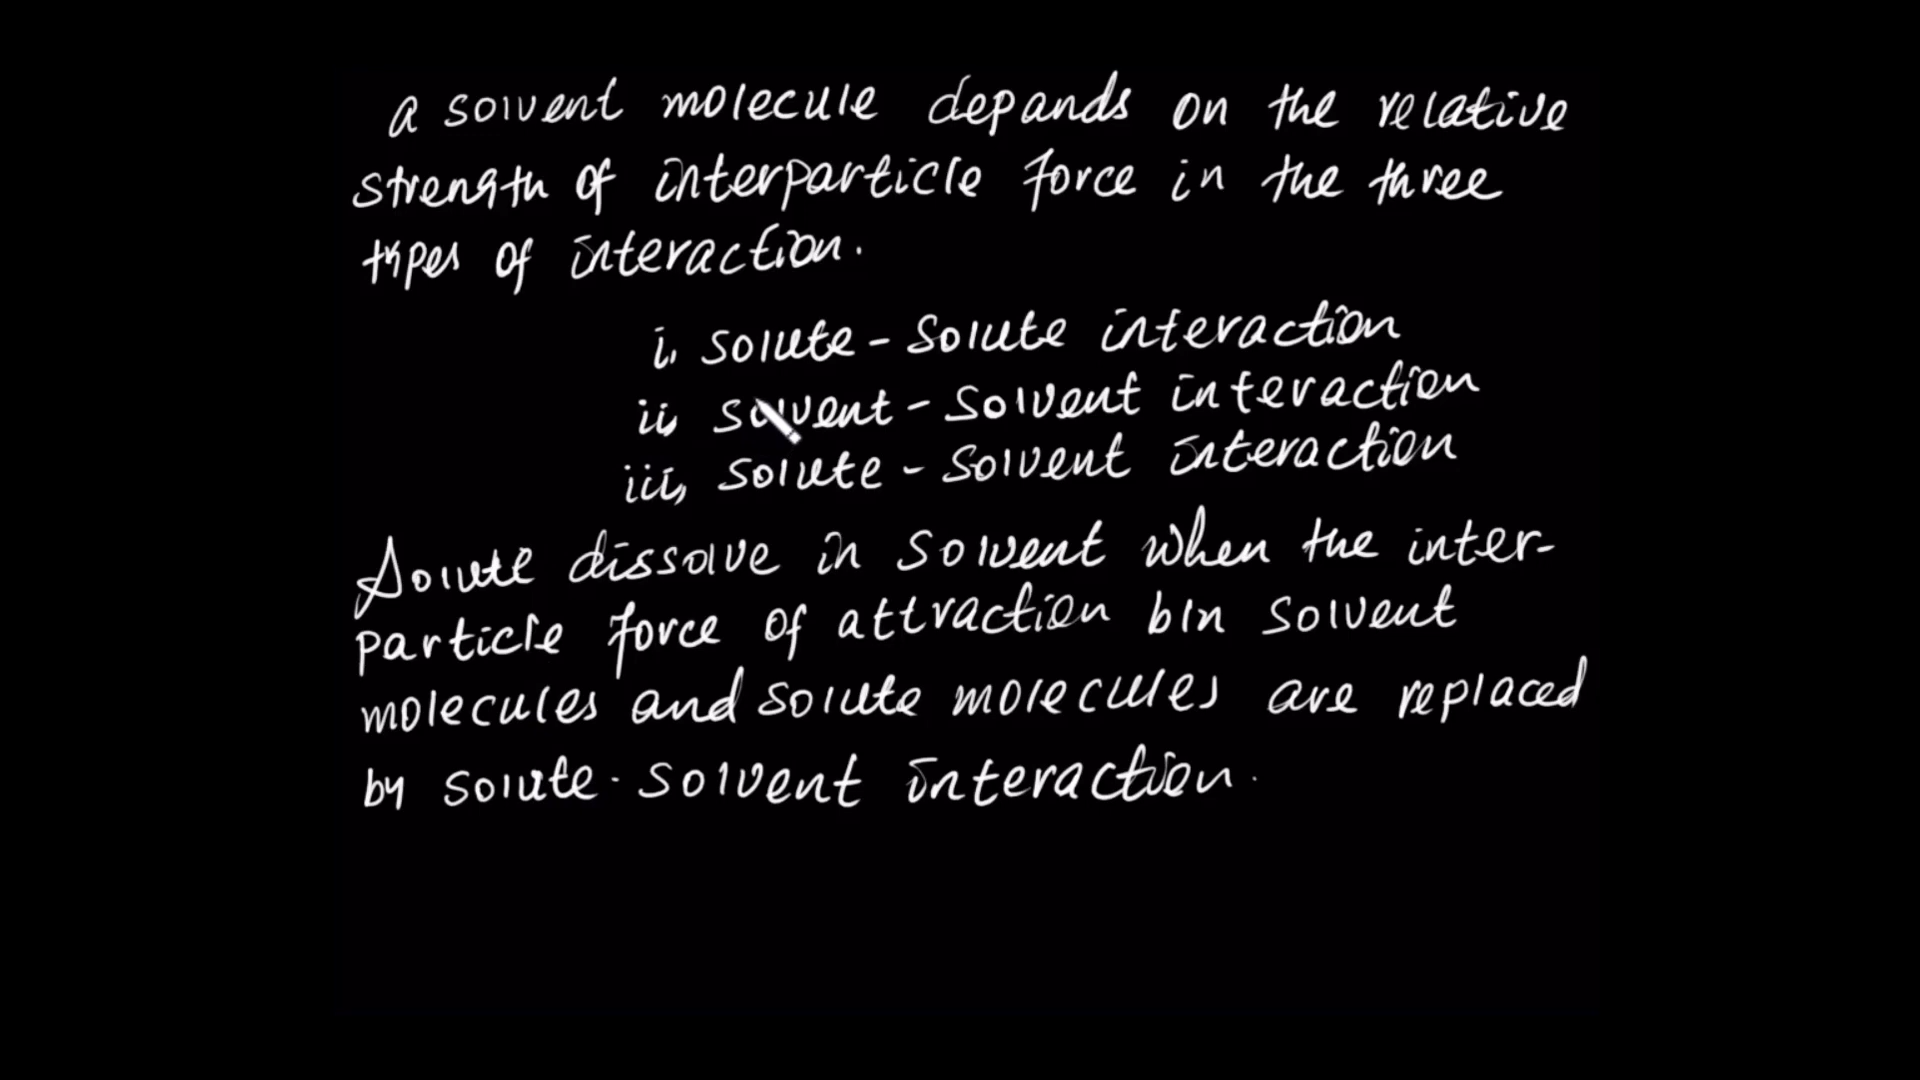 a solvent molecule depands on the relative
strength of interparticle force in the three
types of interaction.
i, solute - solute interaction
ii, solvent - solvent interaction
iii, solute - solvent interaction
Solute dissolve in solvent when the inter-
particle force of attraction b/n solvent
molecules and solute molecules are replaced
by solute - solvent interaction.